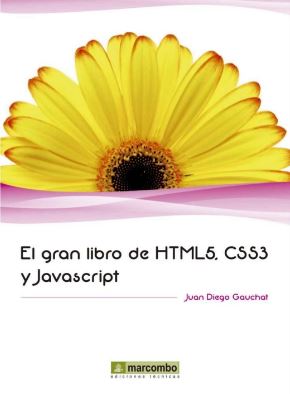 El gran libro de HTML5, CSS3
y Javascript
Juan Diego Gauchat
marcombo
ediciones técnicas